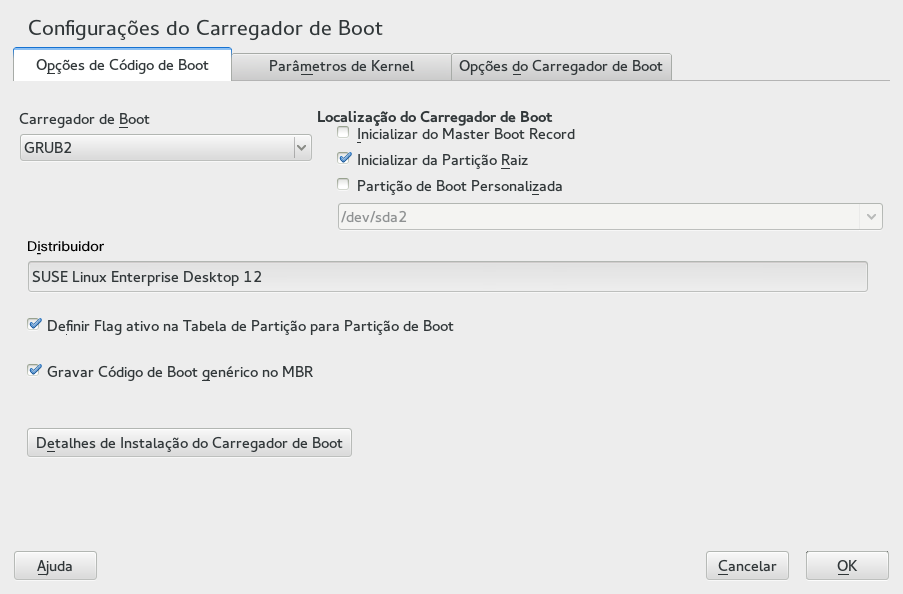 Configurações do Carregador de Boot
Opções de Código de Boot
Parâmetros de Kernel
Opções do Carregador de Boot
Carregador de Boot
GRUB2
Localização do Carregador de Boot
Inicializar do Master Boot Record
Inicializar da Partição Raiz
Partição de Boot Personalizada
/dev/sda2
Distribuidor
SUSE Linux Enterprise Desktop 12
Definir Flag ativo na Tabela de Partição para Partição de Boot
Gravar Código de Boot genérico no MBR
Detalhes de Instalação do Carregador de Boot
Ajuda
Cancelar
OK